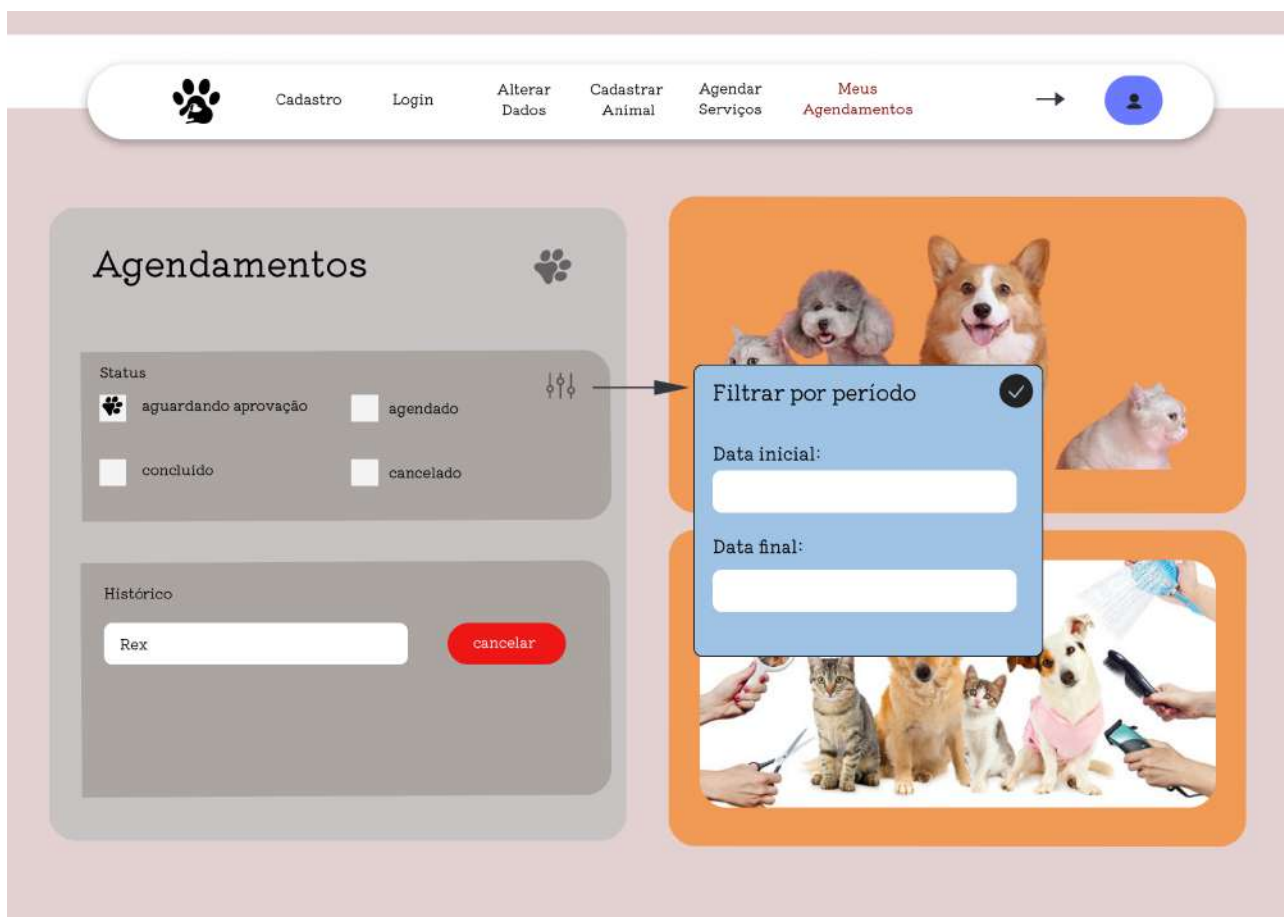 Cadastro
Login
Alterar
Dados
Cadastrar
Animal
Agendar
Serviços
Meus
Agendamentos
Agendamentos
Status
aguardando aprovação
agendado
concluído
cancelado
Histórico
Rex
cancelar
Filtrar por período
Data inicial:
Data final: